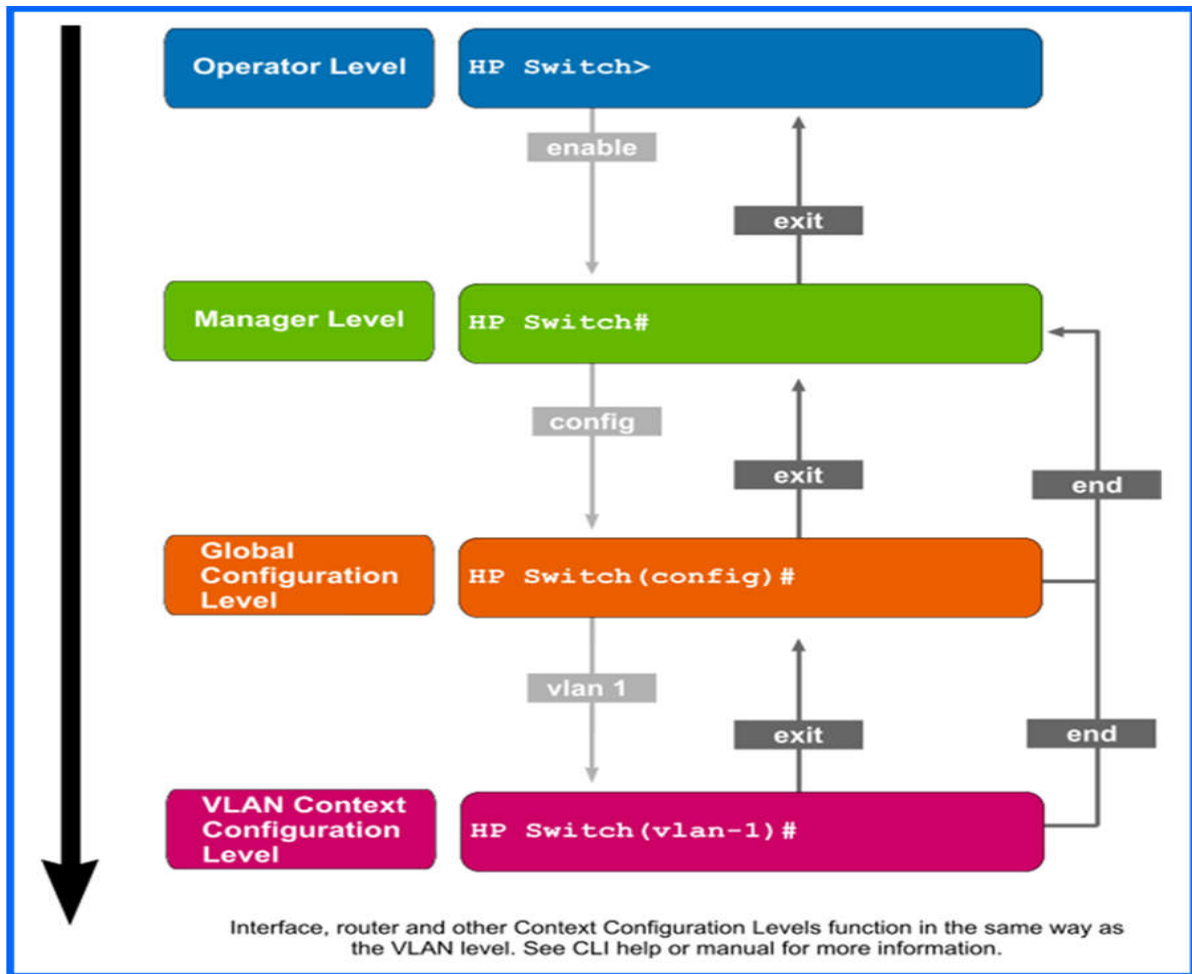 Operator Level
HP Switch>
enable
exit
Manager Level
HP Switch#
config
exit
end
Global
Configuration
Level
HP Switch(config)#
vlan 1
exit
end
VLAN Context
Configuration
Level
HP Switch(vlan-1)#
Interface, router and other Context Configuration Levels function in the same way as
the VLAN level. See CLI help or manual for more information.